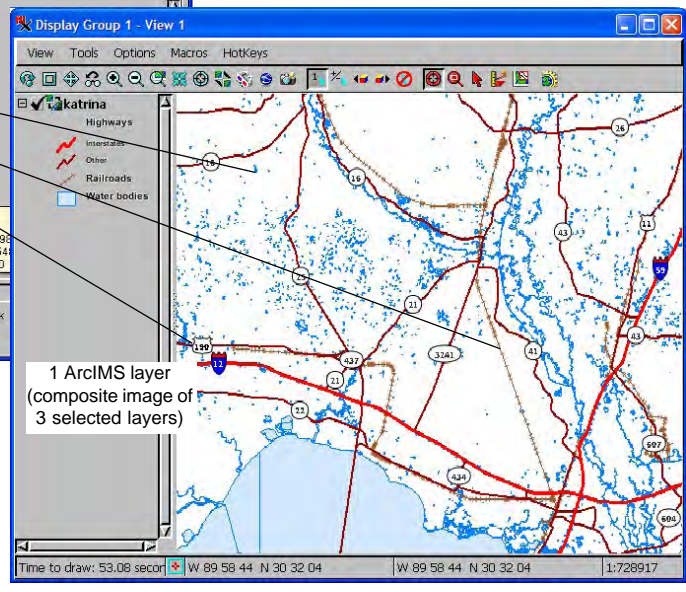 Display Group 1 - View 1
View Tools Options Macros HotKeys
katrina
Highways
Interstates
Other
Railroads
Water bodies
1 ArcIMS layer
(composite image of
3 selected layers)
26
16
16
43
11
59
25
21
43
190
437
3241
41
12
21
22
607
434
604
Time to draw: 53.08 secor
W 89 58 44 N 30 32 04
W 89 58 44 N 30 32 04
1:728917